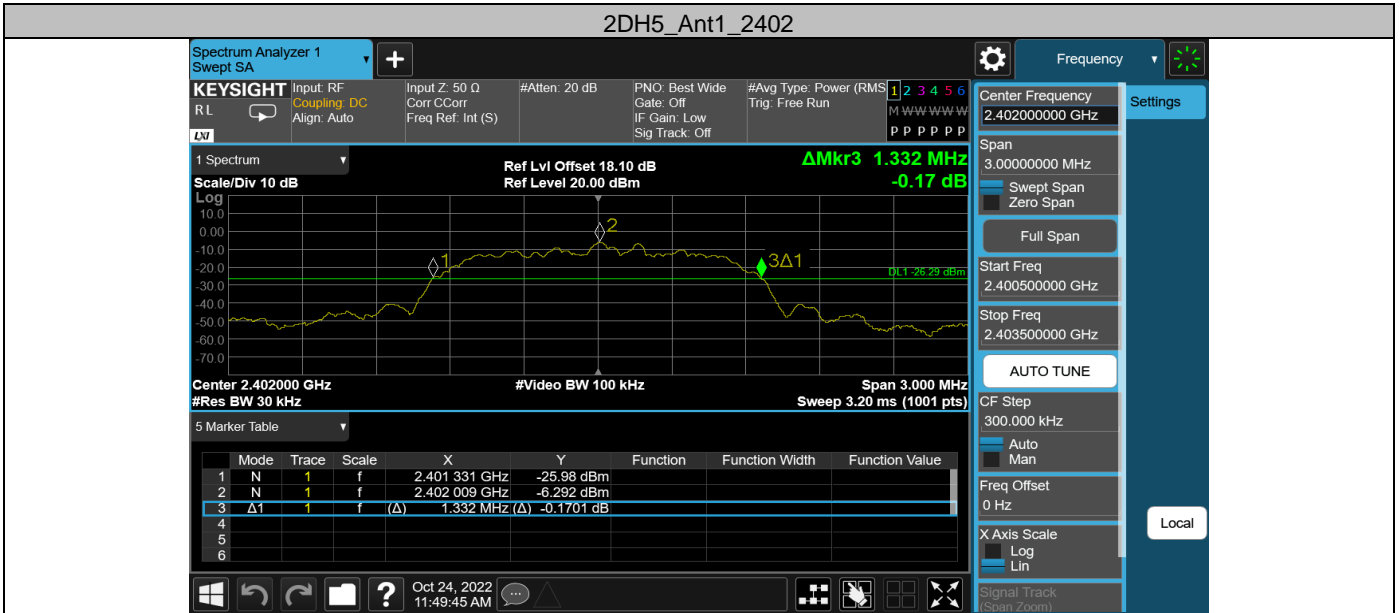 2DH5_Ant1_2402
Spectrum Analyzer 1
Swept SA
Frequency
KEYSIGHT
RL
LXI
Input: RF
Coupling: DC
Align: Auto
Input Z: 50 Ω
Corr CCorr
Freq Ref: Int (S)
#Atten: 20 dB
PNO: Best Wide
Gate: Off
IF Gain: Low
Sig Track: Off
#Avg Type: Power (RMS
Trig: Free Run
1 2 3 4 5 6
M W W W W W
P P P P P P
1 Spectrum
Scale/Div 10 dB
Ref Lvl Offset 18.10 dB
Ref Level 20.00 dBm
ΔMkr3 1.332 MHz
-0.17 dB
Log
10.0
0.00
-10.0
-20.0
-30.0
-40.0
-50.0
-60.0
-70.0
1
2
3Δ1
DL1 -26.29 dBm
Center 2.402000 GHz
#Video BW 100 kHz
Span 3.000 MHz
#Res BW 30 kHz
Sweep 3.20 ms (1001 pts)
5 Marker Table
Mode Trace Scale X Y Function Function Width Function Value
1 N 1 f 2.401 331 GHz -25.98 dBm
2 N 1 f 2.402 009 GHz -6.292 dBm
3 Δ1 1 f (Δ) 1.332 MHz (Δ) -0.1701 dB
4
5
6
Oct 24, 2022
11:49:45 AM
Center Frequency
2.402000000 GHz
Settings
Span
3.00000000 MHz
Swept Span
Zero Span
Full Span
Start Freq
2.400500000 GHz
Stop Freq
2.403500000 GHz
AUTO TUNE
CF Step
300.000 kHz
Auto
Man
Freq Offset
0 Hz
X Axis Scale
Log
Lin
Local
Signal Track
(Span Zoom)